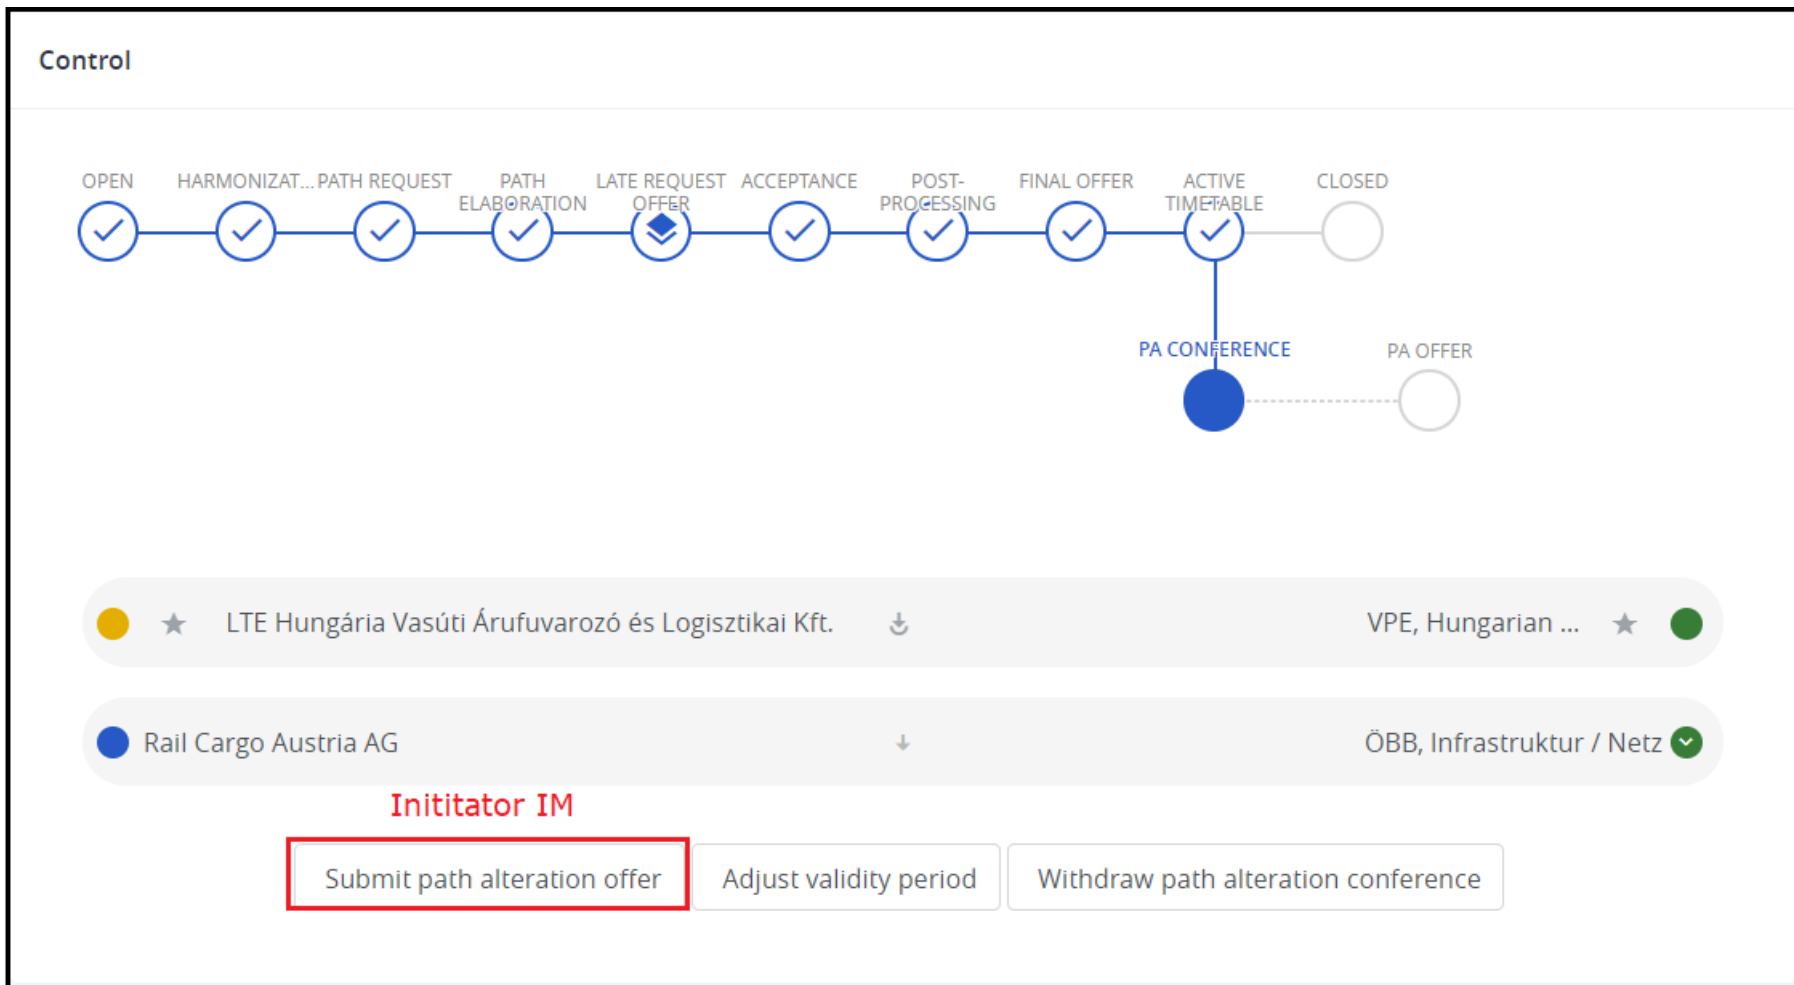 Control
OPEN HARMONIZAT... PATH REQUEST PATH LATE REQUEST ACCEPTANCE POST- FINAL OFFER ACTIVE CLOSED
ELABORATION OFFER PROCESSING TIMETABLE
PA CONFERENCE PA OFFER
LTE Hungária Vasúti Árufuvarozó és Logisztikai Kft. VPE, Hungarian ...
Rail Cargo Austria AG ÖBB, Infrastruktur / Netz
Inititator IM
Submit path alteration offer Adjust validity period Withdraw path alteration conference